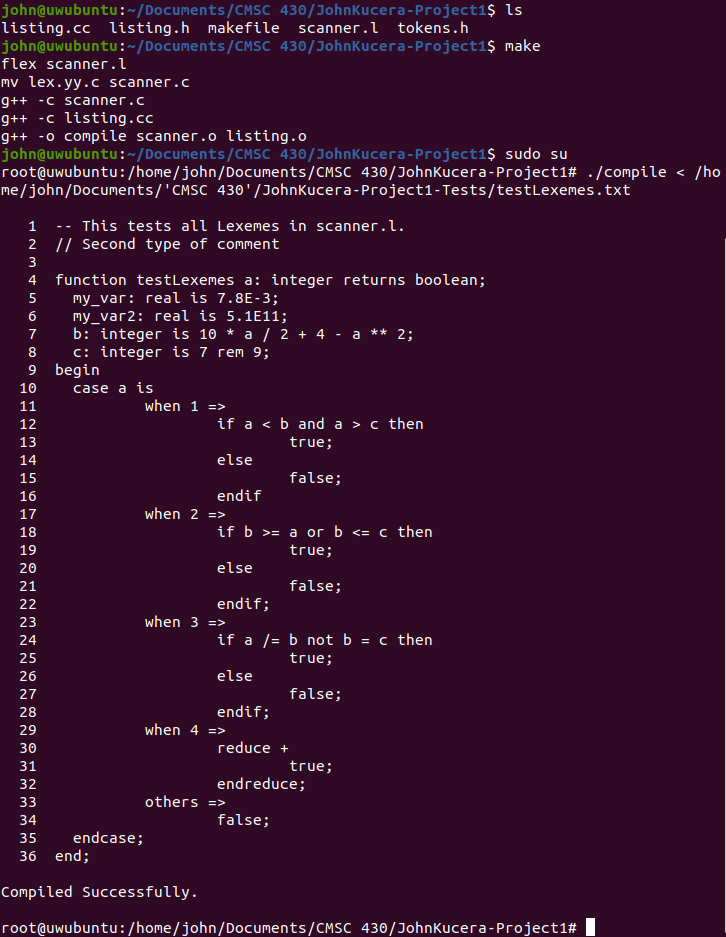 john@uwubuntu:~/Documents/CMSC 430/JohnKucera-Project1$ ls
listing.cc  listing.h  makefile  scanner.l  tokens.h
john@uwubuntu:~/Documents/CMSC 430/JohnKucera-Project1$ make
flex scanner.l
mv lex.yy.c scanner.c
g++ -c scanner.c
g++ -c listing.cc
g++ -o compile scanner.o listing.o
john@uwubuntu:~/Documents/CMSC 430/JohnKucera-Project1$ sudo su
root@uwubuntu:/home/john/Documents/CMSC 430/JohnKucera-Project1# ./compile < /ho
me/john/Documents/'CMSC 430'/JohnKucera-Project1-Tests/testLexemes.txt

   1  -- This tests all Lexemes in scanner.l.
   2  // Second type of comment
   3
   4  function testLexemes a: integer returns boolean;
   5    my_var: real is 7.8E-3;
   6    my_var2: real is 5.1E11;
   7    b: integer is 10 * a / 2 + 4 - a ** 2;
   8    c: integer is 7 rem 9;
   9  begin
  10    case a is
  11            when 1 =>
  12                    if a < b and a > c then
  13                            true;
  14                    else
  15                            false;
  16                    endif
  17            when 2 =>
  18                    if b >= a or b <= c then
  19                            true;
  20                    else
  21                            false;
  22                    endif;
  23            when 3 =>
  24                    if a /= b not b = c then
  25                            true;
  26                    else
  27                            false;
  28                    endif;
  29            when 4 =>
  30                    reduce +
  31                            true;
  32                    endreduce;
  33            others =>
  34                    false;
  35    endcase;
  36  end;

Compiled Successfully.

root@uwubuntu:/home/john/Documents/CMSC 430/JohnKucera-Project1#